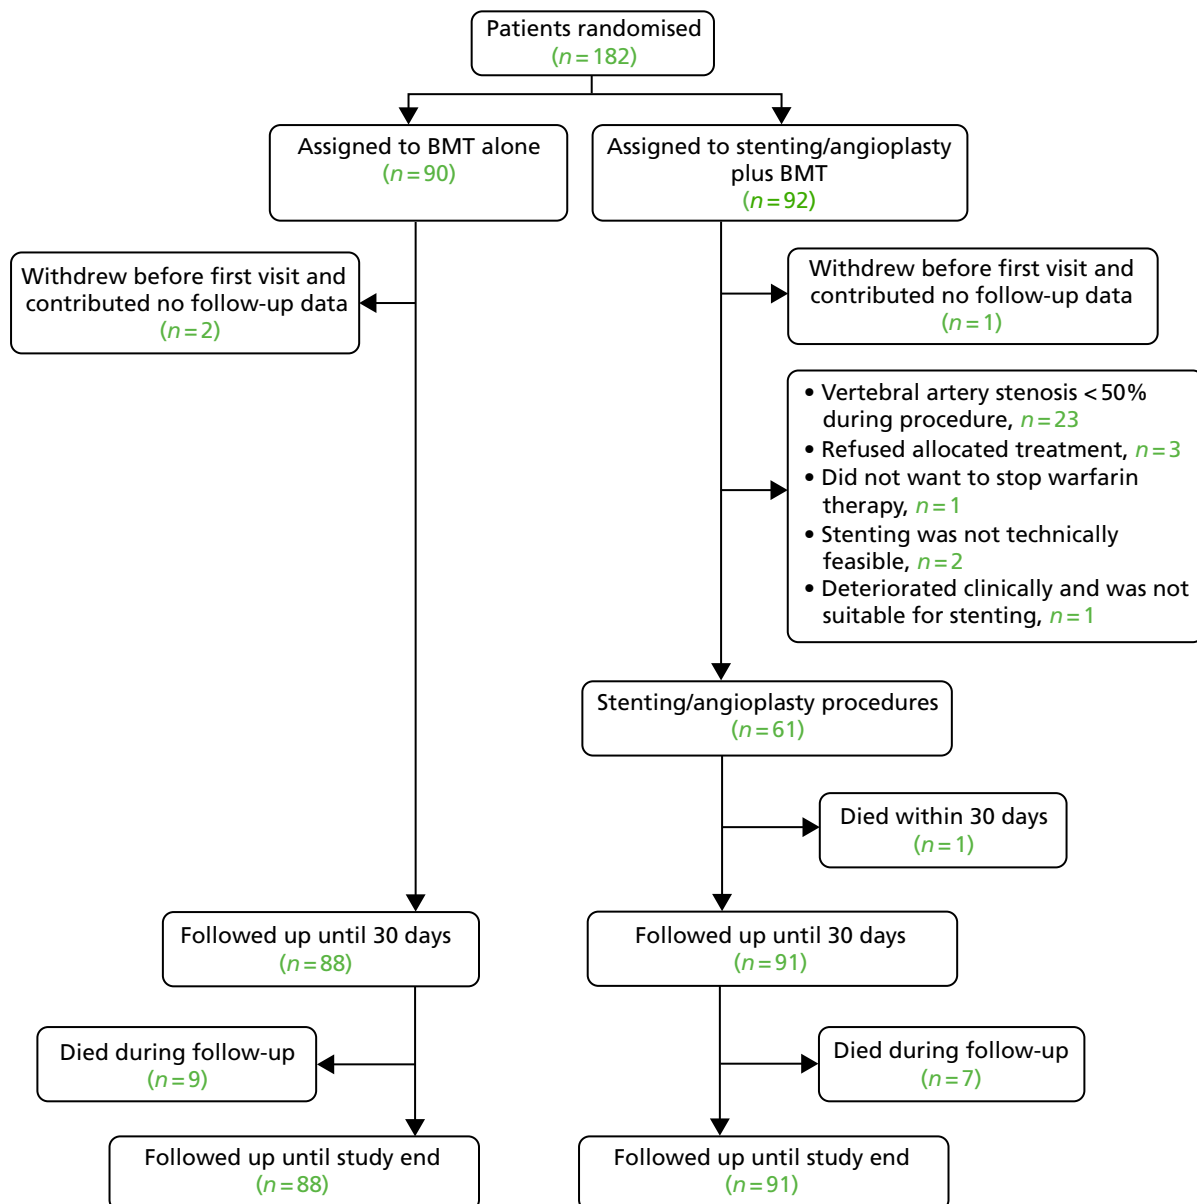 Patients randomised
(n = 182)
Assigned to BMT alone
(n = 90)
Assigned to stenting/angioplasty
plus BMT
(n = 92)
Withdrew before first visit and
contributed no follow-up data
(n = 2)
Withdrew before first visit and
contributed no follow-up data
(n = 1)
• Vertebral artery stenosis < 50%
during procedure, n = 23
• Refused allocated treatment, n = 3
• Did not want to stop warfarin
therapy, n = 1
• Stenting was not technically
feasible, n = 2
• Deteriorated clinically and was not
suitable for stenting, n = 1
Stenting/angioplasty procedures
(n = 61)
Died within 30 days
(n = 1)
Followed up until 30 days
(n = 88)
Followed up until 30 days
(n = 91)
Died during follow-up
(n = 9)
Died during follow-up
(n = 7)
Followed up until study end
(n = 88)
Followed up until study end
(n = 91)